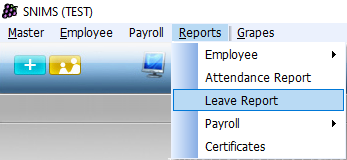 SNIMS (TEST)
Master Employee Payroll Reports Grapes
Employee
Attendance Report
Leave Report
Payroll
Certificates